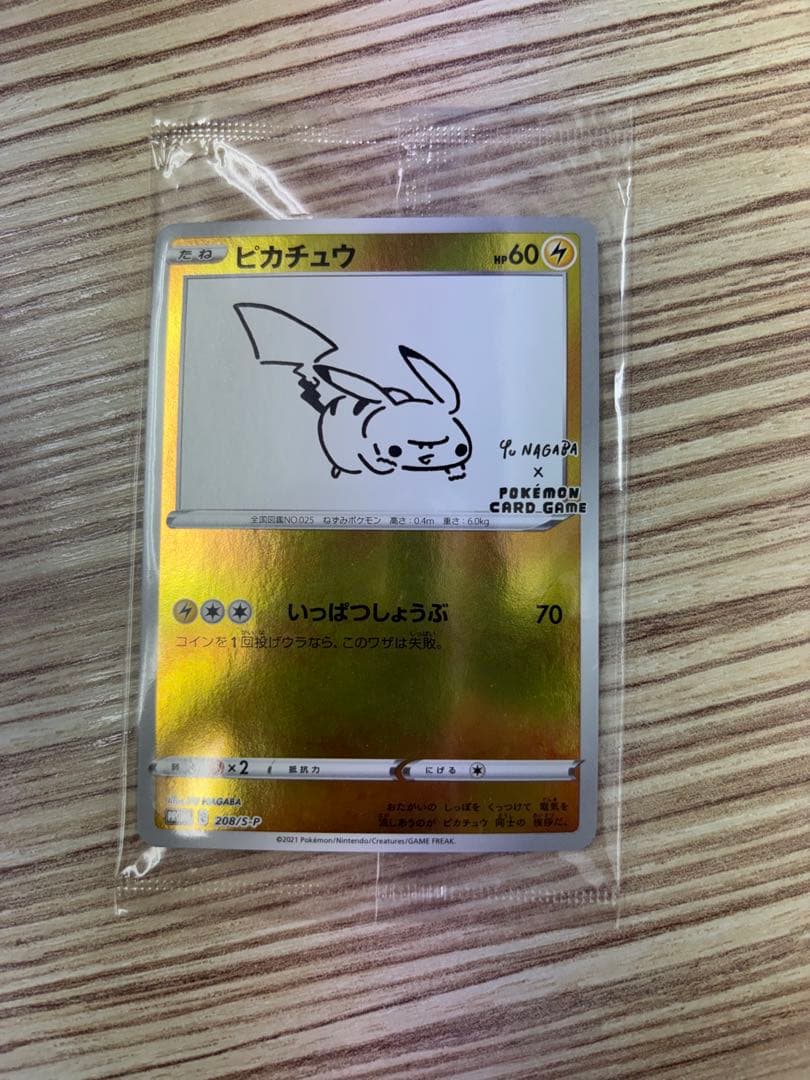 たね ピカチュウ HP60
Yu NAGABA
×
POKÉMON
CARD GAME
全国図鑑NO.025 ねずみポケモン 高さ:0.4m 重さ:6.0kg
いっぱつしょうぶ 70
コインを1回投げウラなら、このワザは失敗。
×2 抵抗力 にげる
NAGABA
208/S-P
おたがいの しっぽを くっつけて 電気を
流しあうのが ピカチュウ 同士の 挨拶だ。
©2021 Pokémon/Nintendo/Creatures/GAME FREAK.